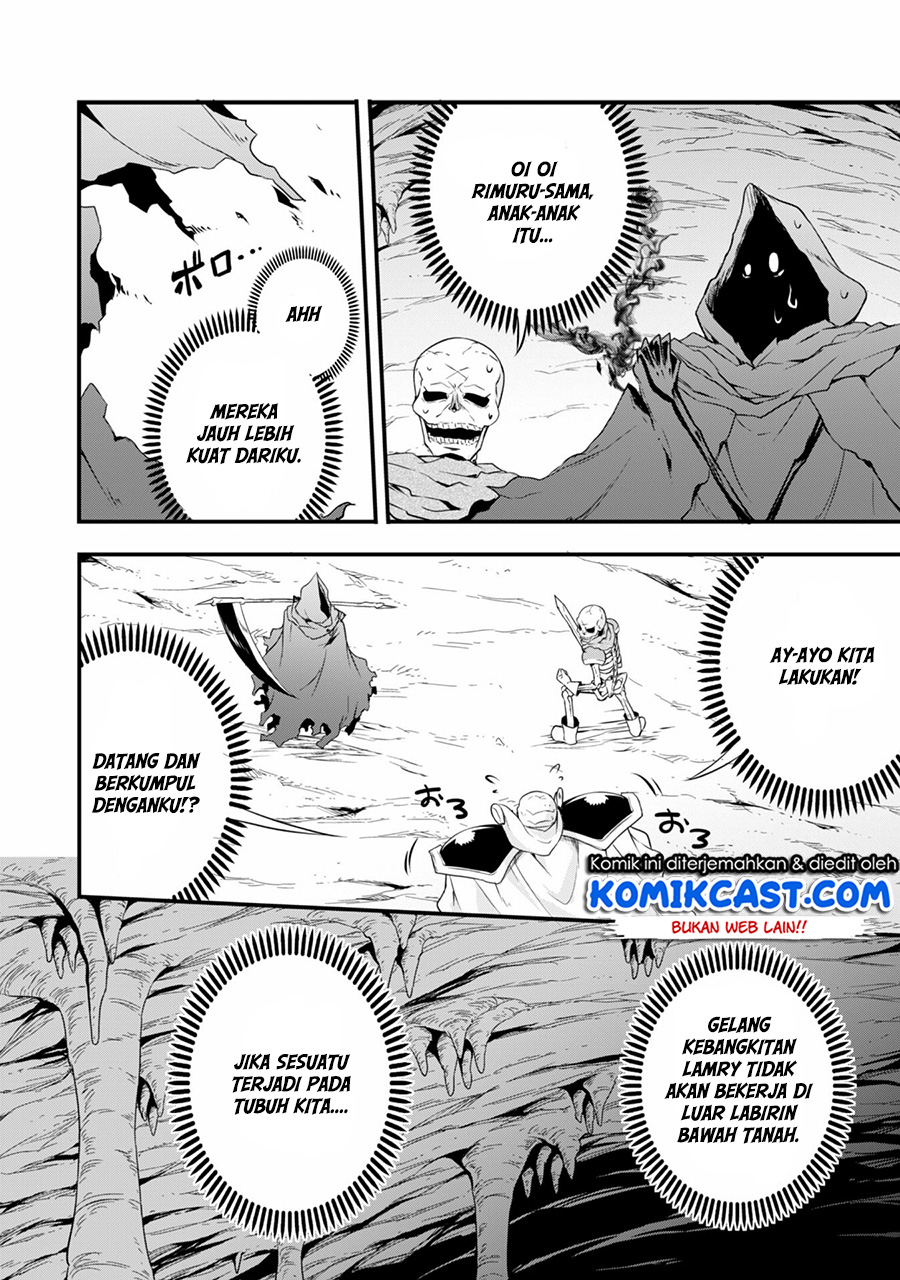 OI OI
RIMURU-SAMA,
ANAK-ANAK
ITU...
ボロ…
AHH
MEREKA
JAUH LEBIH
KUAT DARIKU.
AY-AYO KITA
LAKUKAN!
DATANG DAN
BERKUMPUL
DENGANKU!?
おろ
おろ
Komik ini diterjemahkan & diedit oleh
KOMIKCAST.COM
BUKAN WEB LAIN!!
GELANG
KEBANGKITAN
LAMRY TIDAK
AKAN BEKERJA DI
LUAR LABIRIN
BAWAH TANAH.
JIKA SESUATU
TERJADI PADA
TUBUH KITA....